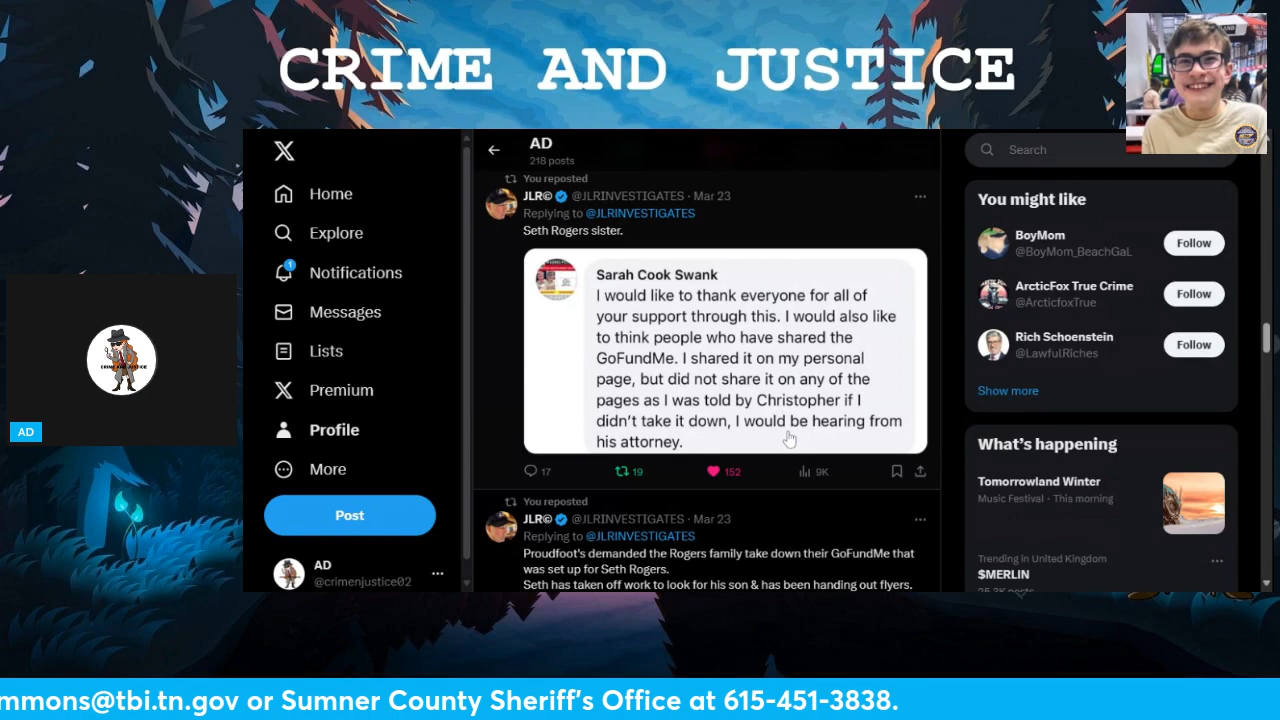 CRIME AND JUSTICE
AD
Home
Explore
1
Notifications
Messages
Lists
Premium
Profile
More
Post
AD
@crimenjustice02
AD
218 posts
You reposted
JLR© @JLRINVESTIGATES · Mar 23
Replying to @JLRINVESTIGATES
Seth Rogers sister.
Sarah Cook Swank
I would like to thank everyone for all of
your support through this. I would also like
to think people who have shared the
GoFundMe. I shared it on my personal
page, but did not share it on any of the
pages as I was told by Christopher if I
didn't take it down, I would be hearing from
his attorney.
17 19 152 9K
You reposted
JLR© @JLRINVESTIGATES · Mar 23
Replying to @JLRINVESTIGATES
Proudfoot's demanded the Rogers family take down their GoFundMe that
was set up for Seth Rogers.
Seth has taken off work to look for his son & has been handing out flyers.
Search
You might like
BoyMom
@BoyMom_BeachGaL
Follow
ArcticFox True Crime
@ArcticfoxTrue
Follow
Rich Schoenstein
@LawfulRIches
Follow
Show more
What's happening
Tomorrowland Winter
Music Festival · This morning
Trending in United Kingdom
$MERLIN
CRIME AND JUSTICE
mmons@tbi.tn.gov or Sumner County Sheriff's Office at 615-451-3838.